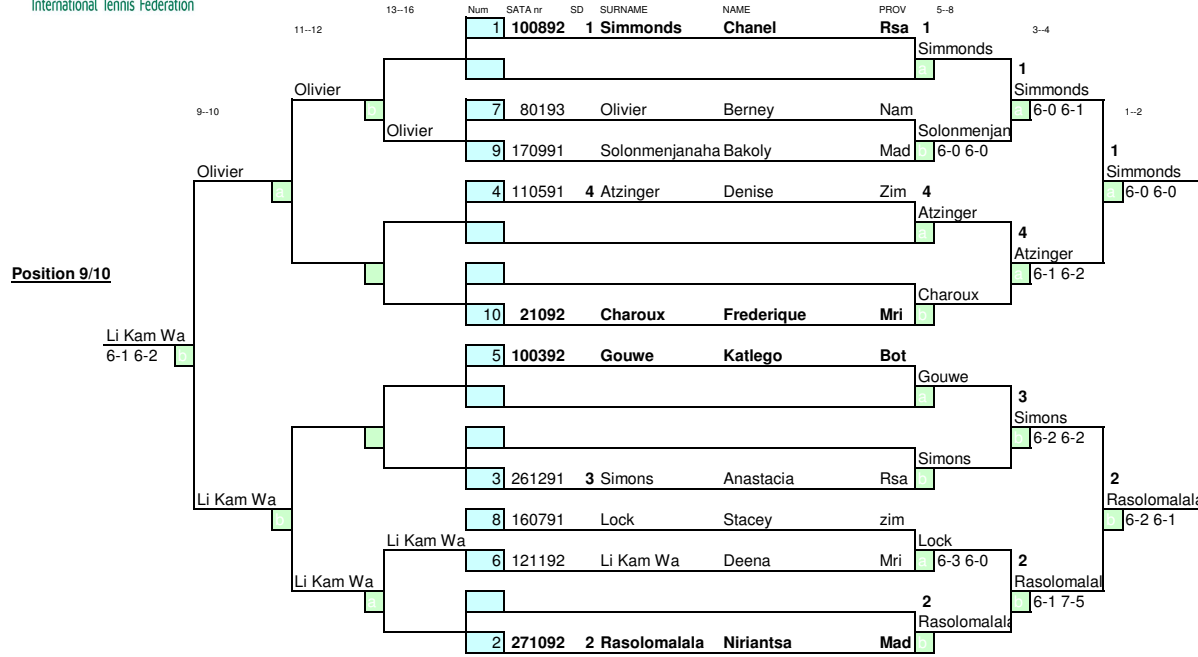 International Tennis Federation
13--16 Num SATA nr SD SURNAME NAME PROV 5--8
11--12 3--4
1 100892 1 Simmonds Chanel Rsa 1
Simmonds
a
1
Olivier Simmonds
9--10 b 7 80193 Olivier Berney Nam a 6-0 6-1 1--2
Olivier Solonmenjan
9 170991 Solonmenjanaha Bakoly Mad b 6-0 6-0 1
Olivier Simmonds
a 4 110591 4 Atzinger Denise Zim 4 a 6-0 6-0
Atzinger
a 4
Atzinger
Position 9/10 a 6-1 6-2
Charoux
10 21092 Charoux Frederique Mri b
Li Kam Wa
6-1 6-2 b 5 100392 Gouwe Katlego Bot
Gouwe
a 3
Simons
b 6-2 6-2
Simons
3 261291 3 Simons Anastacia Rsa b 2
Li Kam Wa Rasolomalala
b 8 160791 Lock Stacey zim b 6-2 6-1
Li Kam Wa Lock
6 121192 Li Kam Wa Deena Mri a 6-3 6-0 2
Li Kam Wa Rasolomalal
a 2 b 6-1 7-5
Rasolomalala
2 271092 2 Rasolomalala Niriantsa Mad b